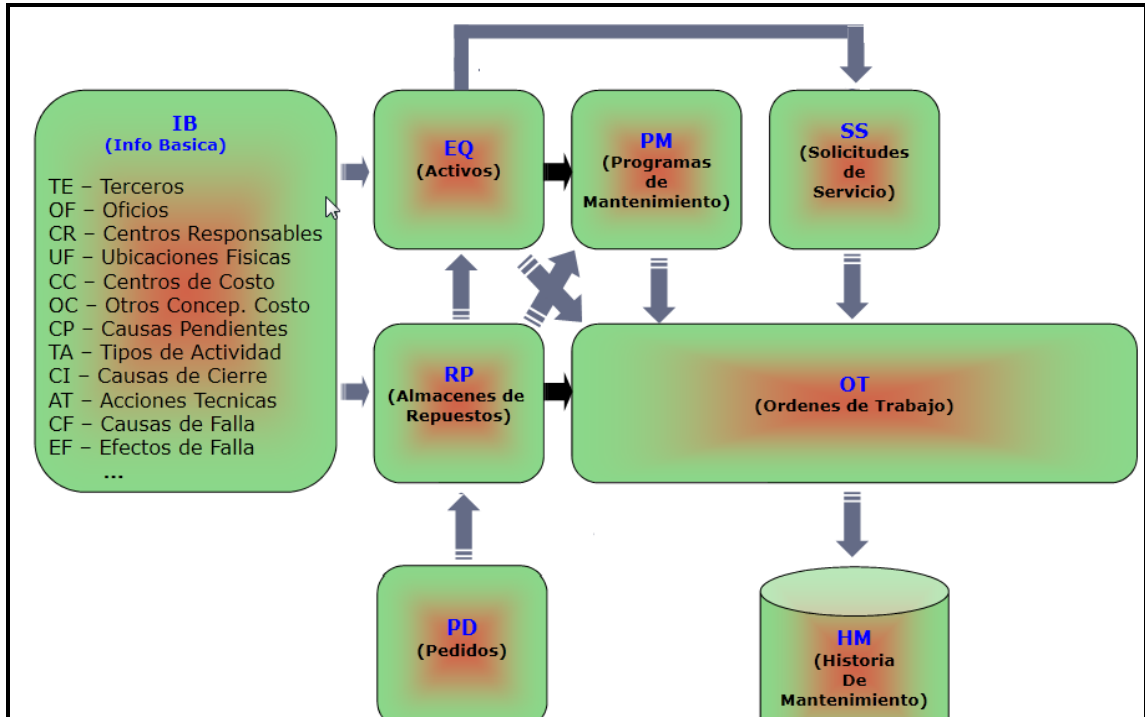 IB
(Info Basica)
TE – Terceros
OF – Oficios
CR – Centros Responsables
UF – Ubicaciones Fisicas
CC – Centros de Costo
OC – Otros Concep. Costo
CP – Causas Pendientes
TA – Tipos de Actividad
CI – Causas de Cierre
AT – Acciones Tecnicas
CF – Causas de Falla
EF – Efectos de Falla
...
EQ
(Activos)
PM
(Programas
de
Mantenimiento)
SS
(Solicitudes
de
Servicio)
RP
(Almacenes de
Repuestos)
OT
(Ordenes de Trabajo)
PD
(Pedidos)
HM
(Historia
De
Mantenimiento)